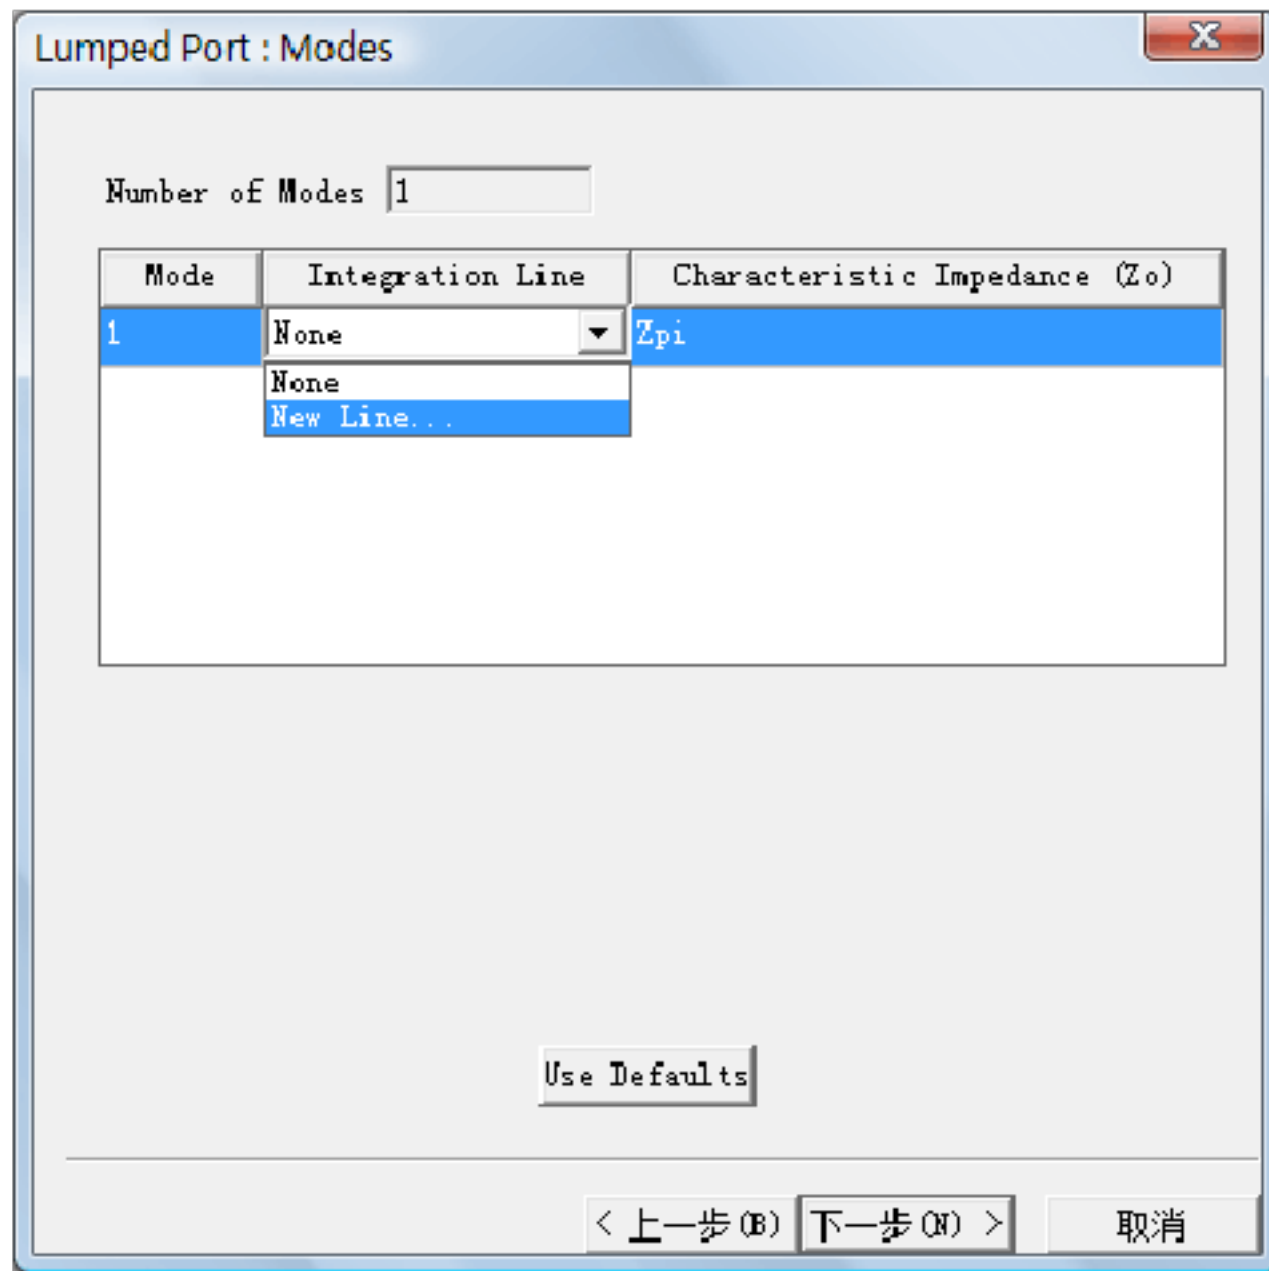 Lumped Port : Modes
Number of Modes 1
Mode Integration Line Characteristic Impedance (Zo)
1 None Zpi
None
New Line...
Use Defaults
< 上一步(B) 下一步(N) > 取消